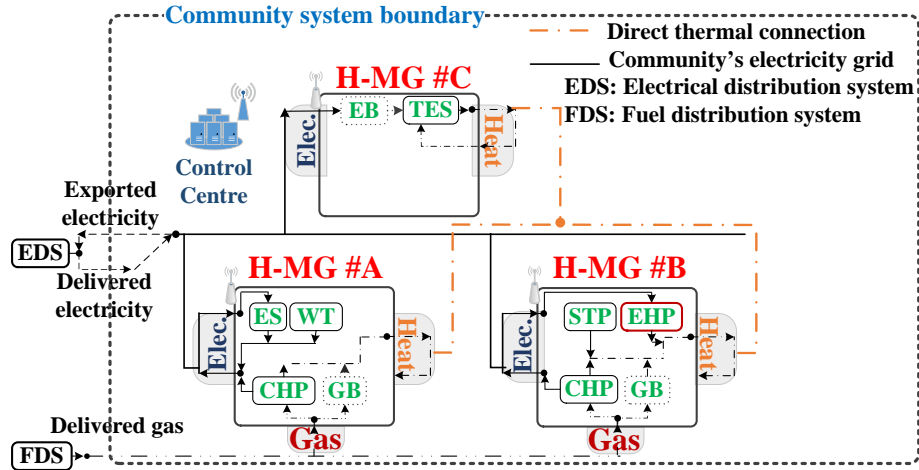 Community system boundary
Direct thermal connection
Community's electricity grid
EDS: Electrical distribution system
FDS: Fuel distribution system
H-MG #C
EB
TES
Elec.
Heat
Control
Centre
Exported
electricity
EDS
Delivered
electricity
H-MG #A
ES
WT
Elec.
Heat
CHP
GB
Gas
H-MG #B
STP
EHP
Elec.
Heat
CHP
GB
Gas
Delivered gas
FDS